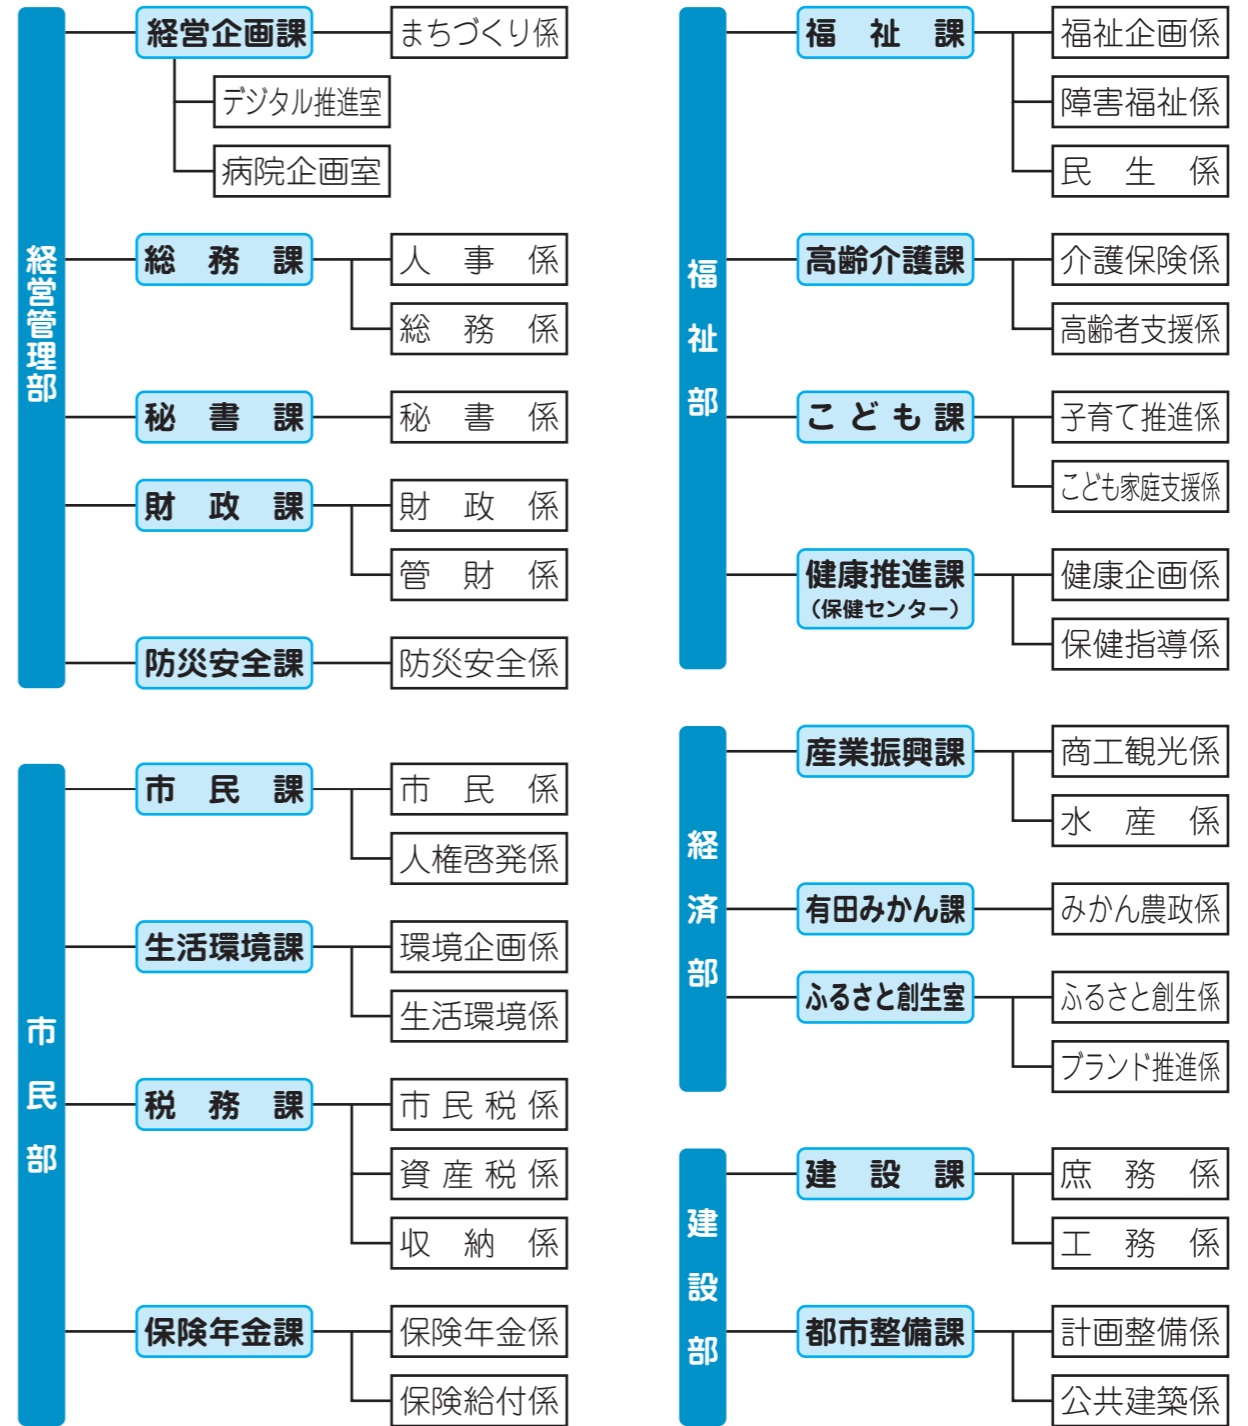 経営管理部
経営企画課
まちづくり係
デジタル推進室
病院企画室
総務課
人事係
総務係
秘書課
秘書係
財政課
財政係
管財係
防災安全課
防災安全係
市民部
市民課
市民係
人権啓発係
生活環境課
環境企画係
生活環境係
税務課
市民税係
資産税係
収納係
保険年金課
保険年金係
保険給付係
福祉部
福祉課
福祉企画係
障害福祉係
民生係
高齢介護課
介護保険係
高齢者支援係
こども課
子育て推進係
こども家庭支援係
健康推進課
（保健センター）
健康企画係
保健指導係
経済部
産業振興課
商工観光係
水産係
有田みかん課
みかん農政係
ふるさと創生室
ふるさと創生係
ブランド推進係
建設部
建設課
庶務係
工務係
都市整備課
計画整備係
公共建築係